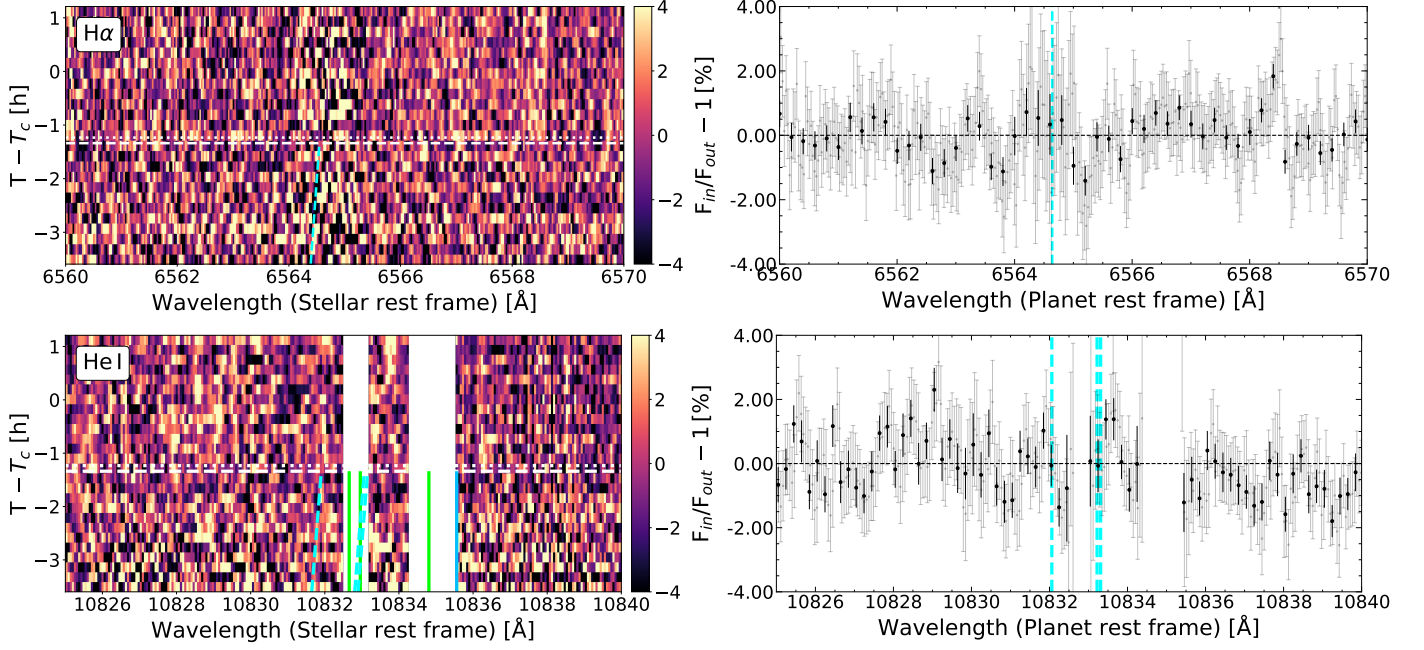 Hα
T − T_c [h]
1
0
−1
−2
−3
6560 6562 6564 6566 6568 6570
Wavelength (Stellar rest frame) [Å]
4
2
0
−2
−4
F_in/F_out − 1 [%]
4.00
2.00
0.00
-2.00
-4.00
6560 6562 6564 6566 6568 6570
Wavelength (Planet rest frame) [Å]
He I
T − T_c [h]
1
0
−1
−2
−3
10826 10828 10830 10832 10834 10836 10838 10840
Wavelength (Stellar rest frame) [Å]
4
2
0
−2
−4
F_in/F_out − 1 [%]
4.00
2.00
0.00
-2.00
-4.00
10826 10828 10830 10832 10834 10836 10838 10840
Wavelength (Planet rest frame) [Å]